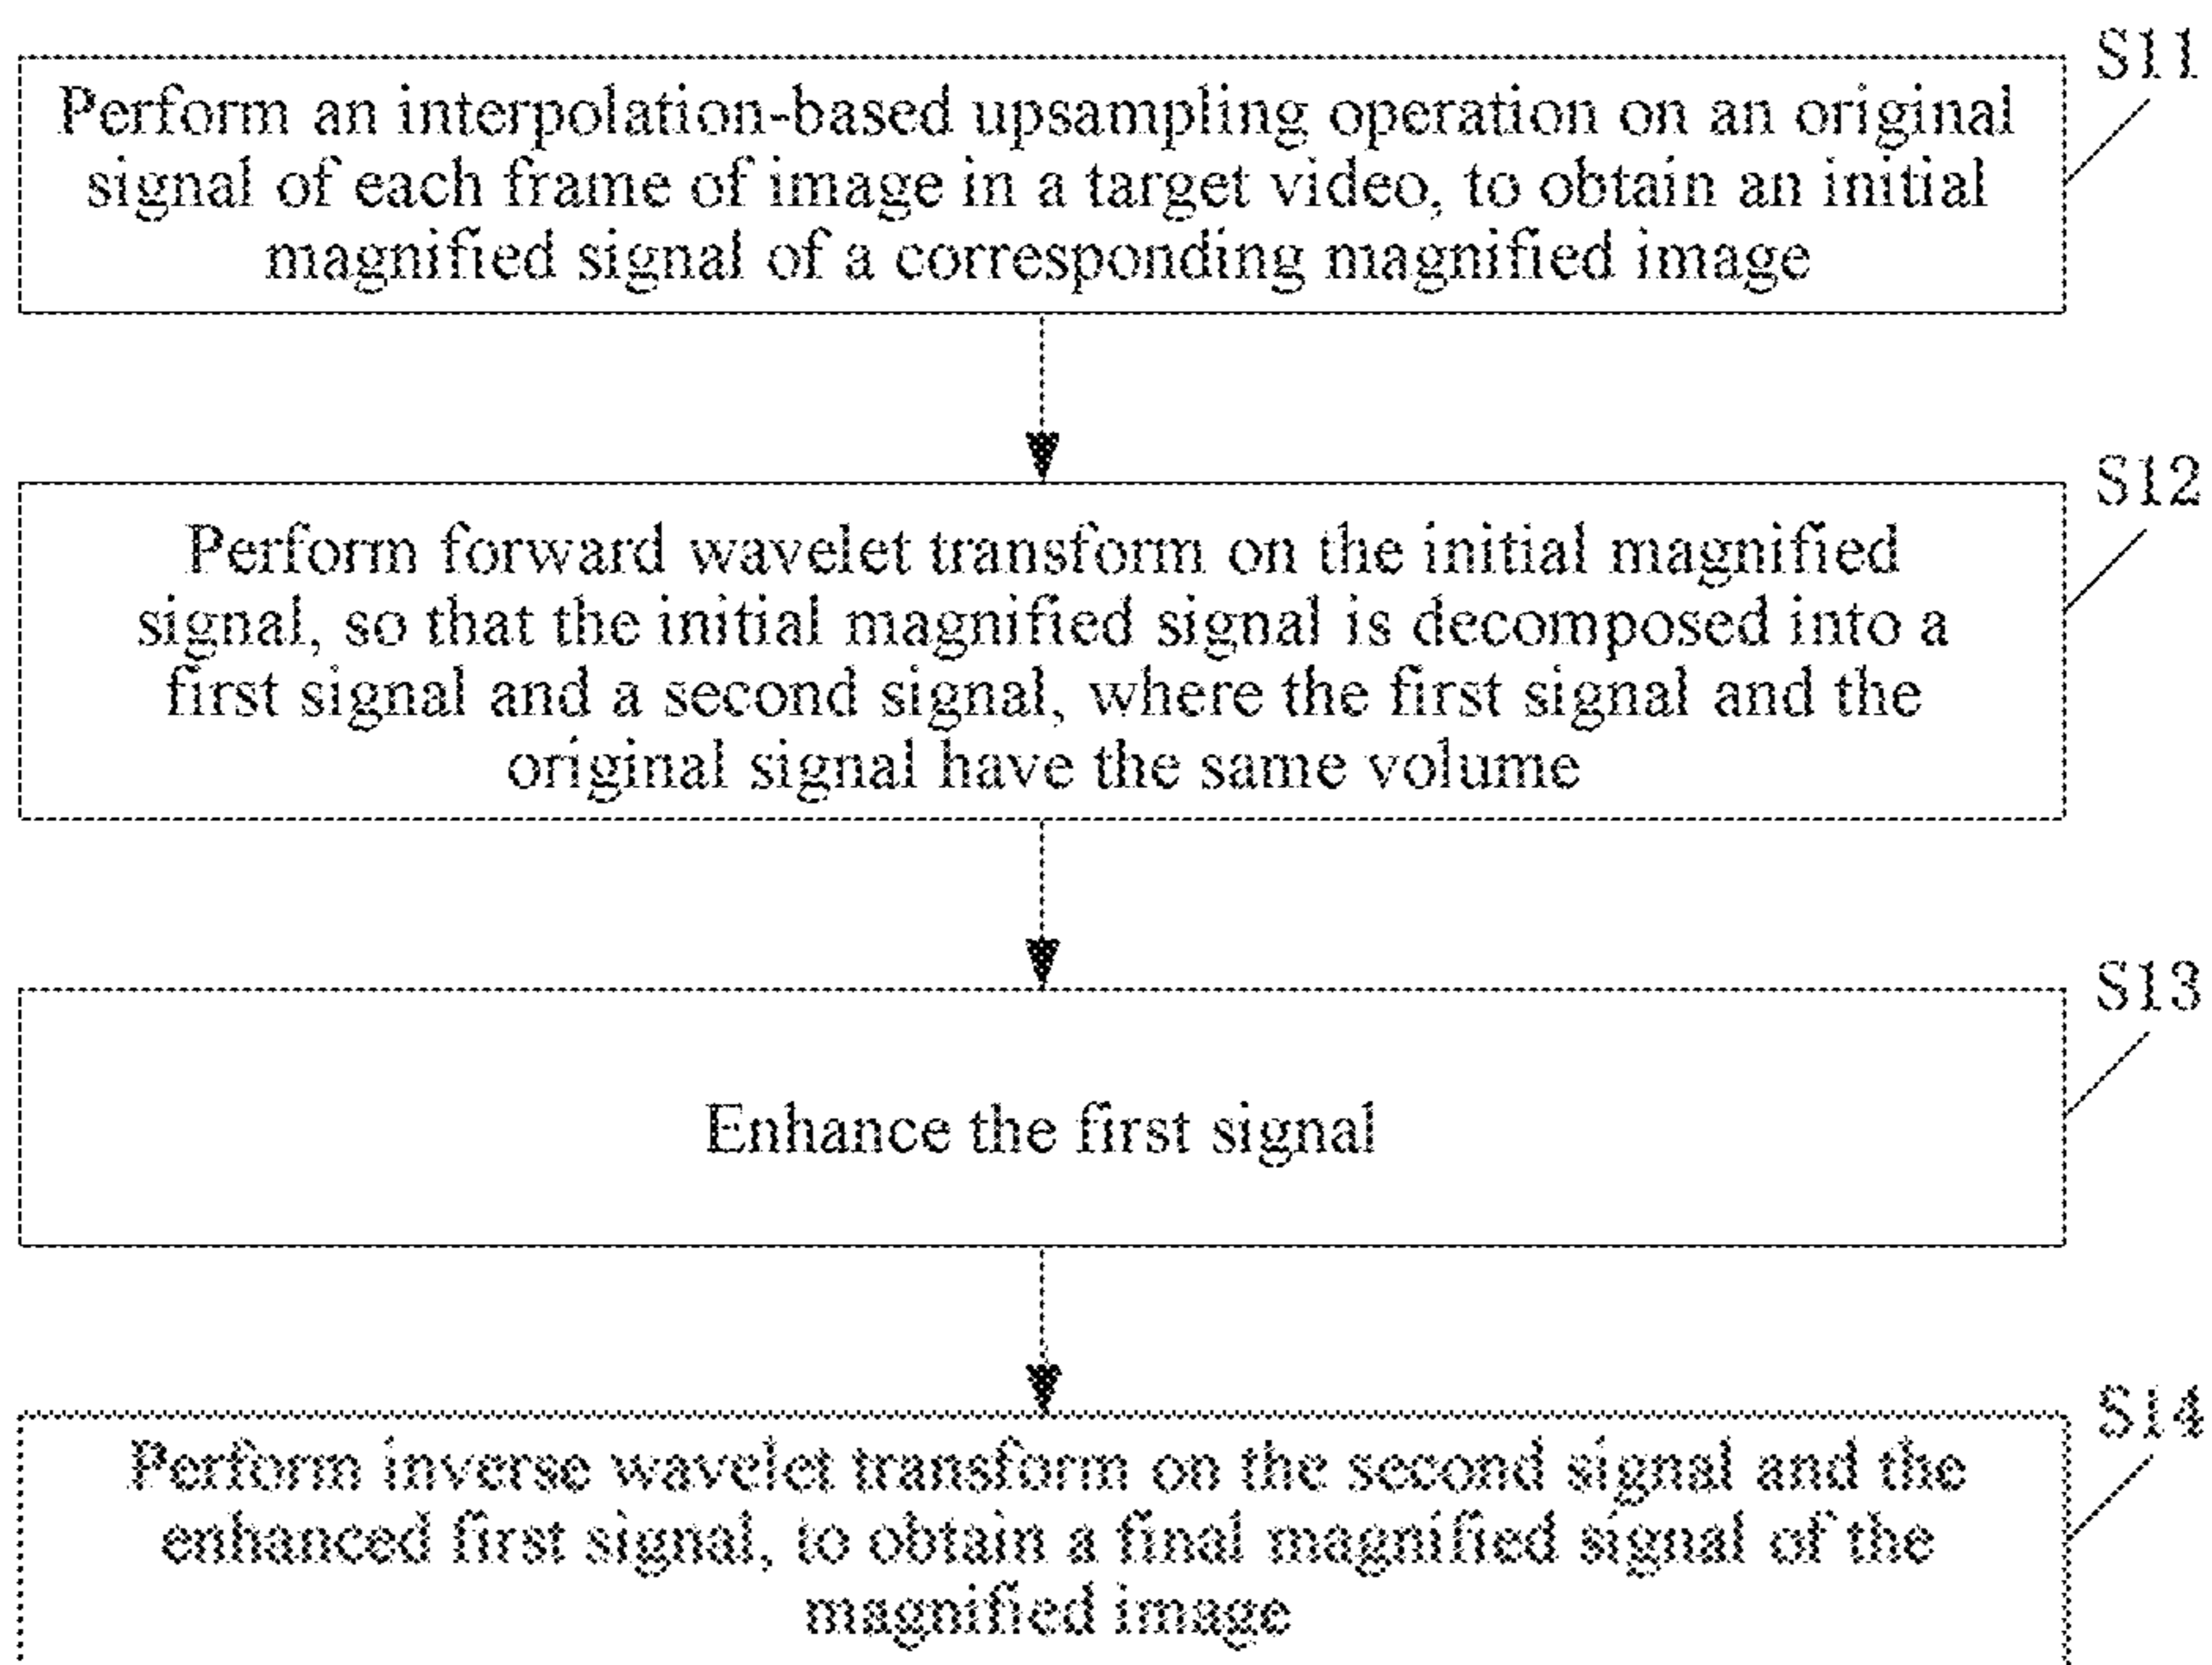 S11
Perform an interpolation-based upsampling operation on an original
signal of each frame of image in a target video, to obtain an initial
magnified signal of a corresponding magnified image
S12
Perform forward wavelet transform on the initial magnified
signal, so that the initial magnified signal is decomposed into a
first signal and a second signal, where the first signal and the
original signal have the same volume
S13
Enhance the first signal
S14
Perform inverse wavelet transform on the second signal and the
enhanced first signal, to obtain a final magnified signal of the
magnified image